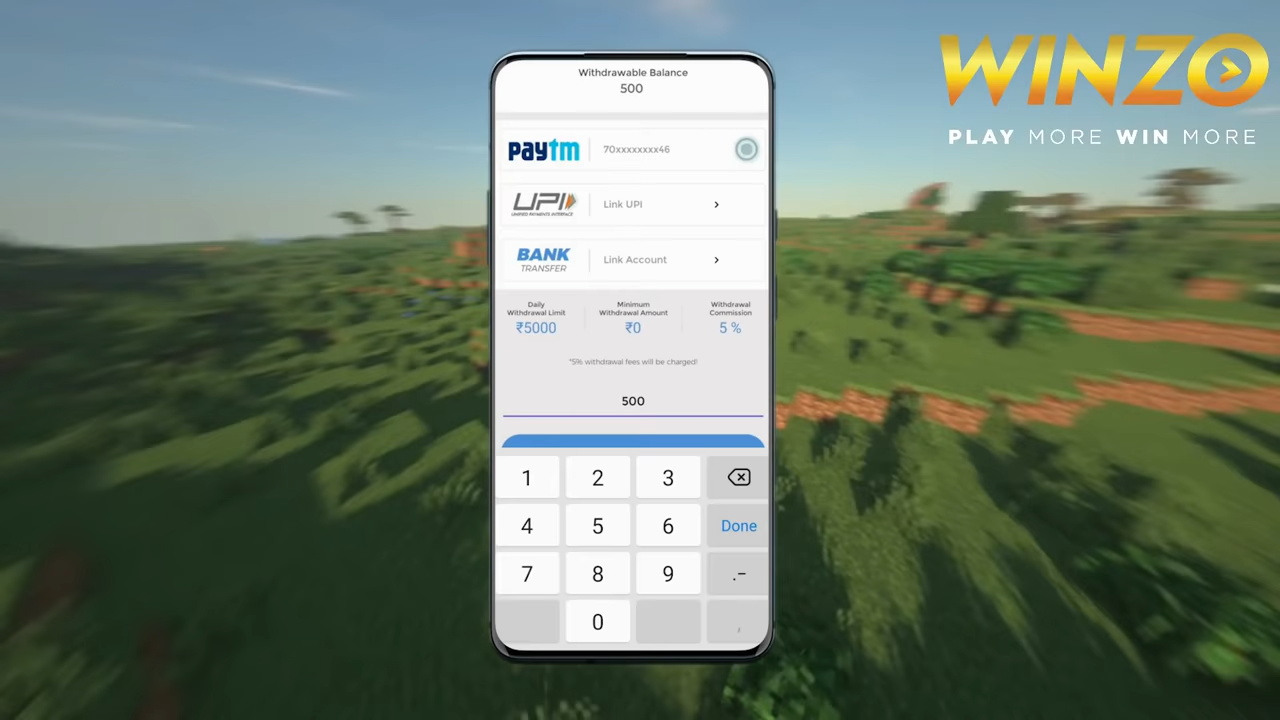 WINZO
PLAY MORE WIN MORE
Withdrawable Balance
500
paytm
70xxxxxxxx46
UPI
UNIFIED PAYMENTS INTERFACE
Link UPI
BANK
TRANSFER
Link Account
Daily
Withdrawal Limit
₹5000
Minimum
Withdrawal Amount
₹0
Withdrawal
Commission
5 %
*5% withdrawal fees will be charged!
500
1 2 3
4 5 6 Done
7 8 9 .-
0 ,